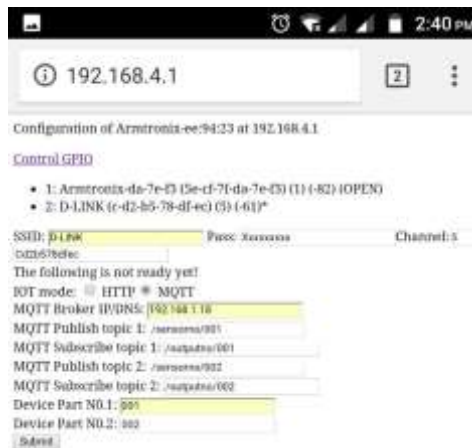 2:40 PM
192.168.4.1
2
Configuration of Armtronix-ee:94:23 at 192.168.4.1
Control GPIO
1: Armtronix-da-7e-f3 (5e-cf-7f-da-7e-f3) (1) (-82) (OPEN)
2: D-LINK (c-d2-b5-78-df-ec) (5) (-61)*
SSID: D-LINK Pass: Channel: 5
The following is not ready yet!
IOT mode: HTTP MQTT
MQTT Broker IP/DNS: 192.168.1.18
MQTT Publish topic 1: /sensorno/001
MQTT Subscribe topic 1: /outputno/001
MQTT Publish topic 2: /sensorno/002
MQTT Subscribe topic 2: /outputno/002
Device Part N0.1: 001
Device Part N0.2: 002
Submit